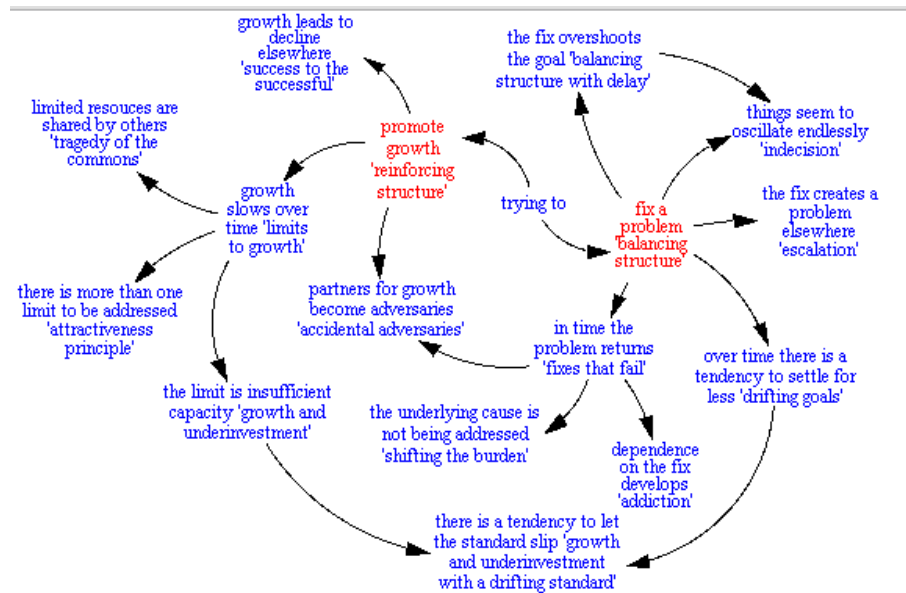 growth leads to
decline
elsewhere
'success to the
successful'
the fix overshoots
the goal 'balancing
structure with delay'
limited resouces are
shared by others
'tragedy of the
commons'
promote
growth
'reinforcing
structure'
things seem to
oscillate endlessly
'indecision'
growth
slows over
time 'limits
to growth'
trying to
fix a
problem
'balancing
structure'
the fix creates a
problem
elsewhere
'escalation'
there is more than one
limit to be addressed
'attractiveness
principle'
partners for growth
become adversaries
'accidental adversaries'
in time the
problem returns
'fixes that fail'
over time there is a
tendency to settle for
less 'drifting goals'
the limit is insufficient
capacity 'growth and
underinvestment'
the underlying cause is
not being addressed
'shifting the burden'
dependence
on the fix
develops
'addiction'
there is a tendency to let
the standard slip 'growth
and underinvestment
with a drifting standard'